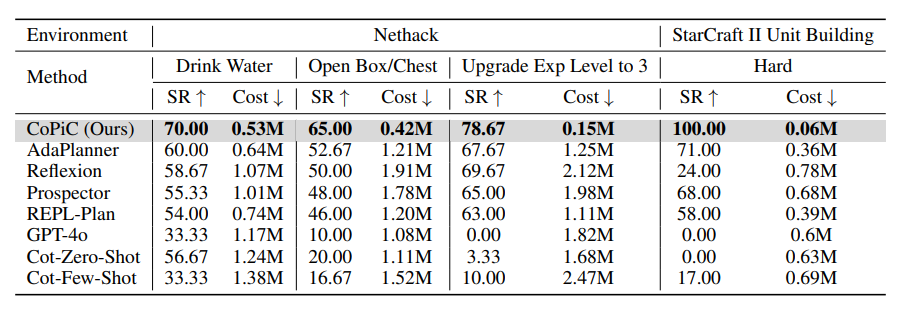 Environment Nethack StarCraft II Unit Building
Method Drink Water Open Box/Chest Upgrade Exp Level to 3 Hard
SR ↑ Cost ↓ SR ↑ Cost ↓ SR ↑ Cost ↓ SR ↑ Cost ↓
CoPiC (Ours) 70.00 0.53M 65.00 0.42M 78.67 0.15M 100.00 0.06M
AdaPlanner 60.00 0.64M 52.67 1.21M 67.67 1.25M 71.00 0.36M
Reflexion 58.67 1.07M 50.00 1.91M 69.67 2.12M 24.00 0.78M
Prospector 55.33 1.01M 48.00 1.78M 65.00 1.98M 68.00 0.68M
REPL-Plan 54.00 0.74M 46.00 1.20M 63.00 1.11M 58.00 0.39M
GPT-4o 33.33 1.17M 10.00 1.08M 0.00 1.82M 0.00 0.6M
Cot-Zero-Shot 56.67 1.24M 20.00 1.11M 3.33 1.68M 0.00 0.63M
Cot-Few-Shot 33.33 1.38M 16.67 1.52M 10.00 2.47M 17.00 0.69M